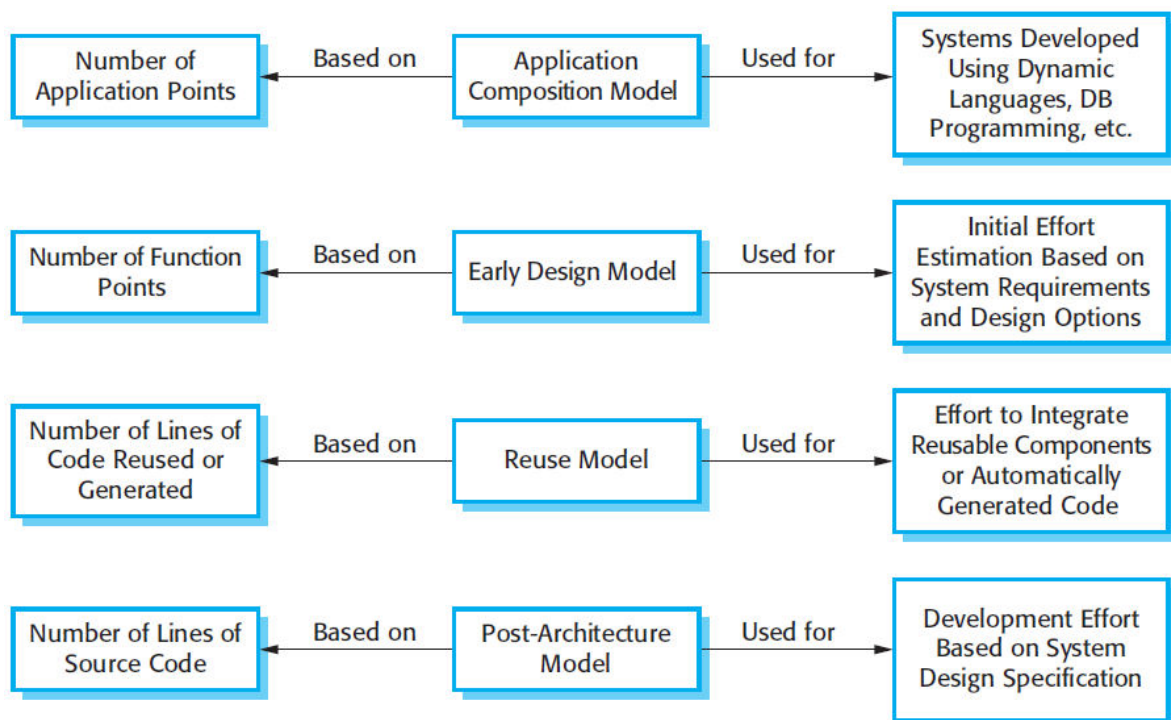 Number of
Application Points
Based on
Application
Composition Model
Used for
Systems Developed
Using Dynamic
Languages, DB
Programming, etc.
Number of Function
Points
Based on
Early Design Model
Used for
Initial Effort
Estimation Based on
System Requirements
and Design Options
Number of Lines of
Code Reused or
Generated
Based on
Reuse Model
Used for
Effort to Integrate
Reusable Components
or Automatically
Generated Code
Number of Lines of
Source Code
Based on
Post-Architecture
Model
Used for
Development Effort
Based on System
Design Specification